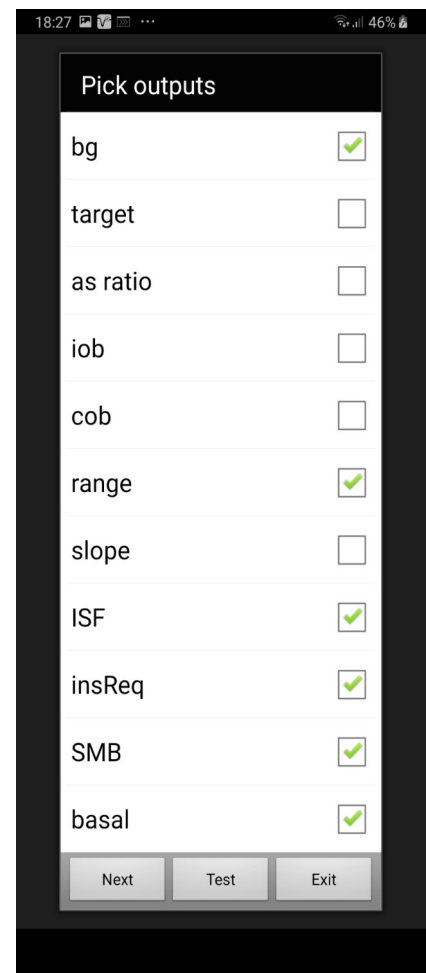 18:27 46%
Pick outputs
bg
target
as ratio
iob
cob
range
slope
ISF
insReq
SMB
basal
Next Test Exit